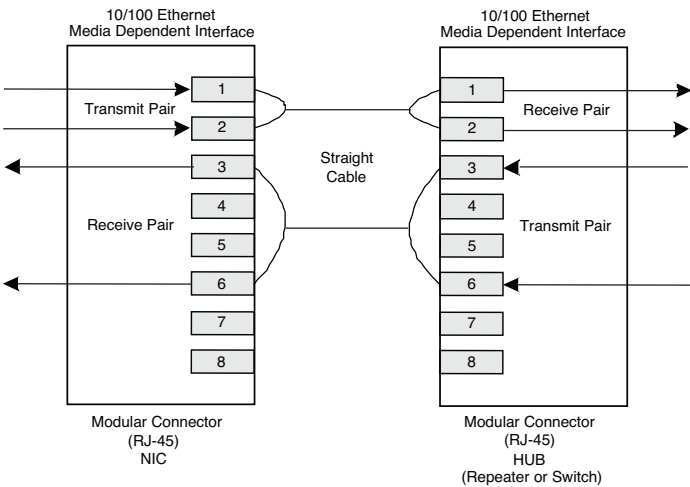 10/100 Ethernet
Media Dependent Interface
1
Transmit Pair
2
3
4
Receive Pair
5
6
7
8
Modular Connector
(RJ-45)
NIC
Straight
Cable
10/100 Ethernet
Media Dependent Interface
1
Receive Pair
2
3
4
Transmit Pair
5
6
7
8
Modular Connector
(RJ-45)
HUB
(Repeater or Switch)